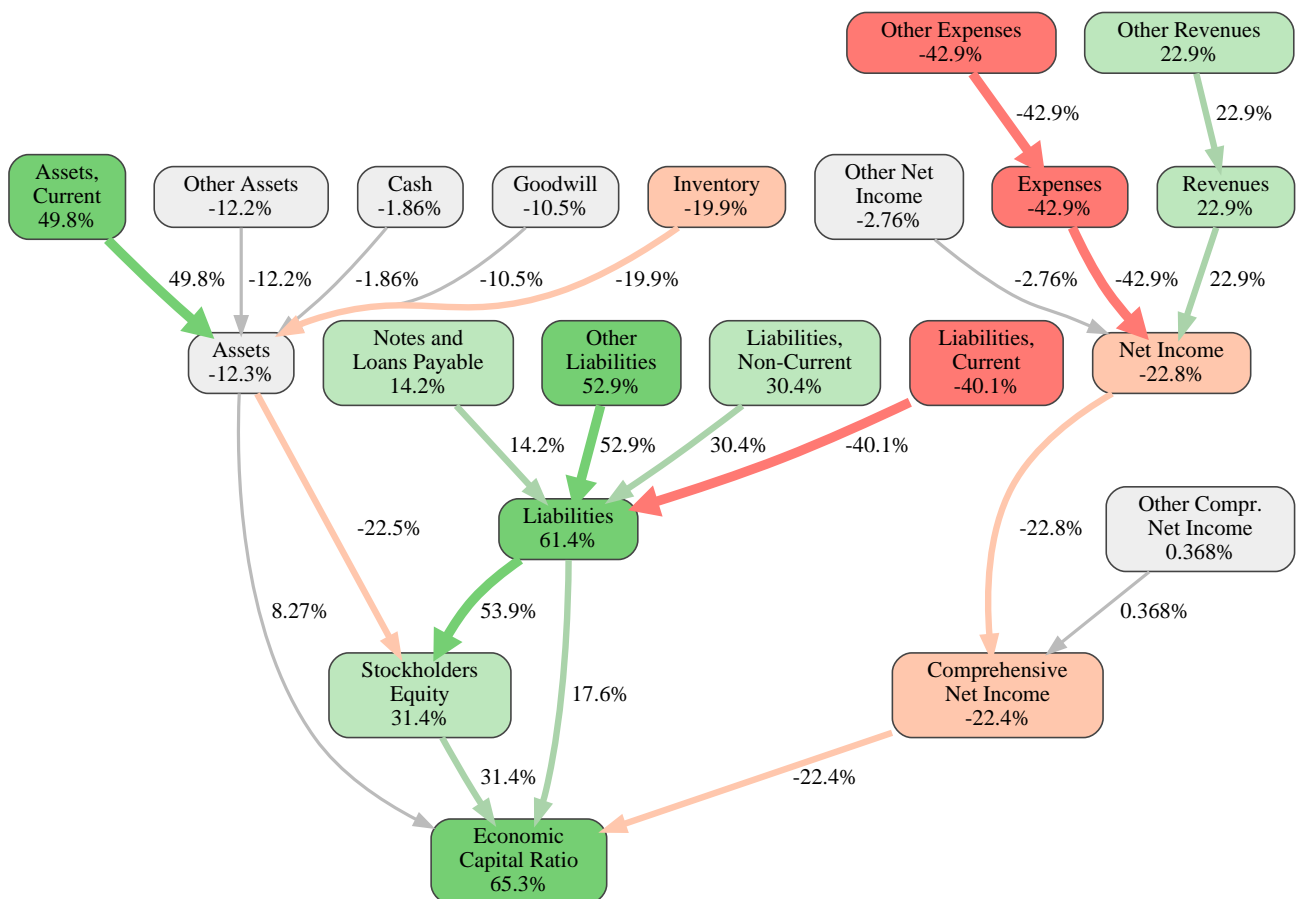 Other Expenses
-42.9%
Other Revenues
22.9%
-42.9%
22.9%
Assets,
Current
49.8%
Other Assets
-12.2%
Cash
-1.86%
Goodwill
-10.5%
Inventory
-19.9%
Other Net
Income
-2.76%
Expenses
-42.9%
Revenues
22.9%
49.8%
-12.2%
-1.86%
-10.5%
-19.9%
-2.76%
-42.9%
22.9%
Assets
-12.3%
Notes and
Loans Payable
14.2%
Other
Liabilities
52.9%
Liabilities,
Non-Current
30.4%
Liabilities,
Current
-40.1%
Net Income
-22.8%
14.2%
52.9%
30.4%
-40.1%
Liabilities
61.4%
-22.5%
-22.8%
Other Compr.
Net Income
0.368%
8.27%
53.9%
0.368%
Stockholders
Equity
31.4%
17.6%
Comprehensive
Net Income
-22.4%
31.4%
-22.4%
Economic
Capital Ratio
65.3%